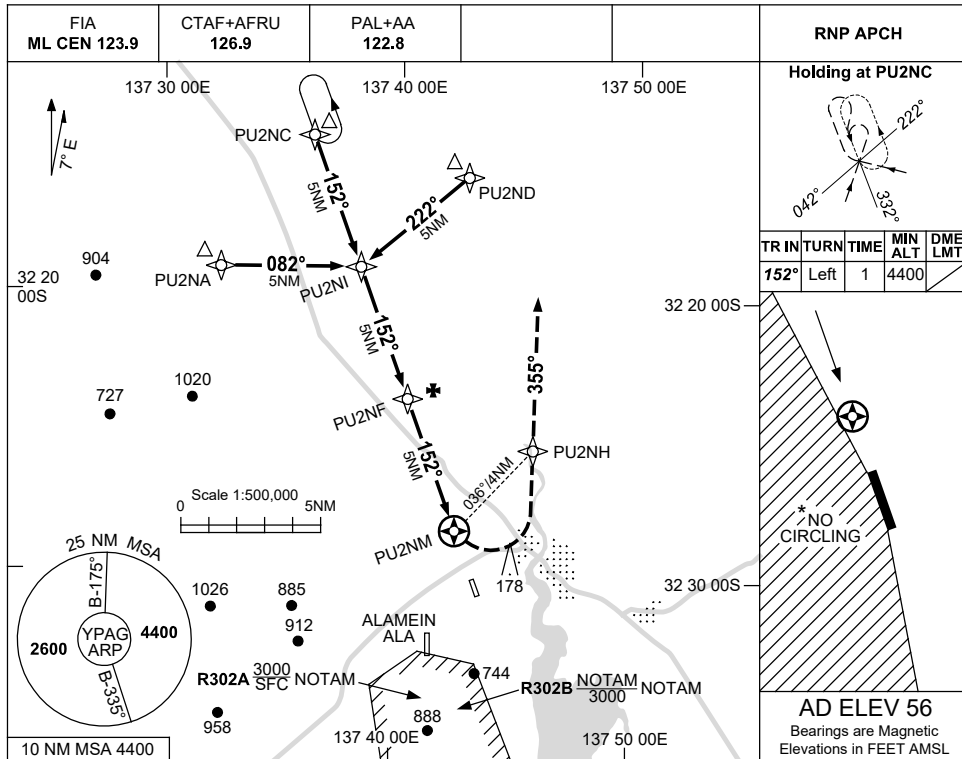 FIA
ML CEN 123.9
CTAF+AFRU
126.9
PAL+AA
122.8
RNP APCH
137 30 00E
137 40 00E
137 50 00E
7° E
PU2NC
152°
5NM
PU2ND
222°
5NM
904
PU2NA
082°
5NM
PU2NI
32 20
00S
32 20 00S
152°
5NM
727
1020
PU2NF
355°
152°
5NM
PU2NH
036°/4NM
Scale 1:500,000
0
5NM
PU2NM
178
25 NM MSA
B-175°
2600
YPAG
ARP
4400
B-335°
10 NM MSA 4400
1026
885
912
958
32 30 00S
ALAMEIN
ALA
R302A 3000 NOTAM
SFC
744
R302B NOTAM NOTAM
3000
888
137 40 00E
137 50 00E
Holding at PU2NC
222°
042°
332°
TR IN TURN TIME MIN ALT DME LMT
152° Left 1 4400
*NO
CIRCLING
AD ELEV 56
Bearings are Magnetic
Elevations in FEET AMSL